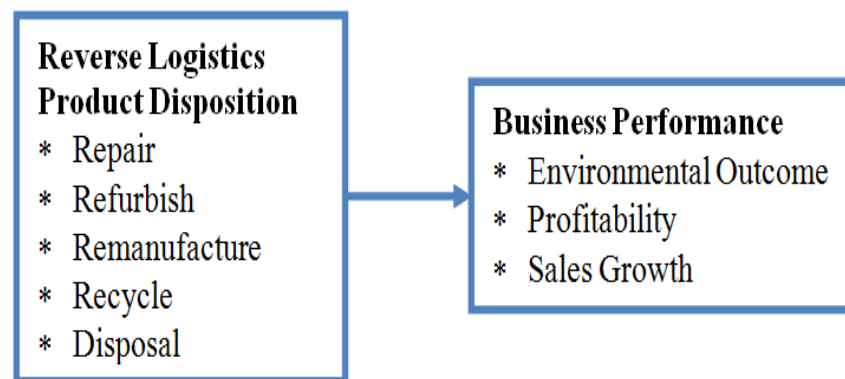 Reverse Logistics
Product Disposition
* Repair
* Refurbish
* Remanufacture
* Recycle
* Disposal
Business Performance
* Environmental Outcome
* Profitability
* Sales Growth